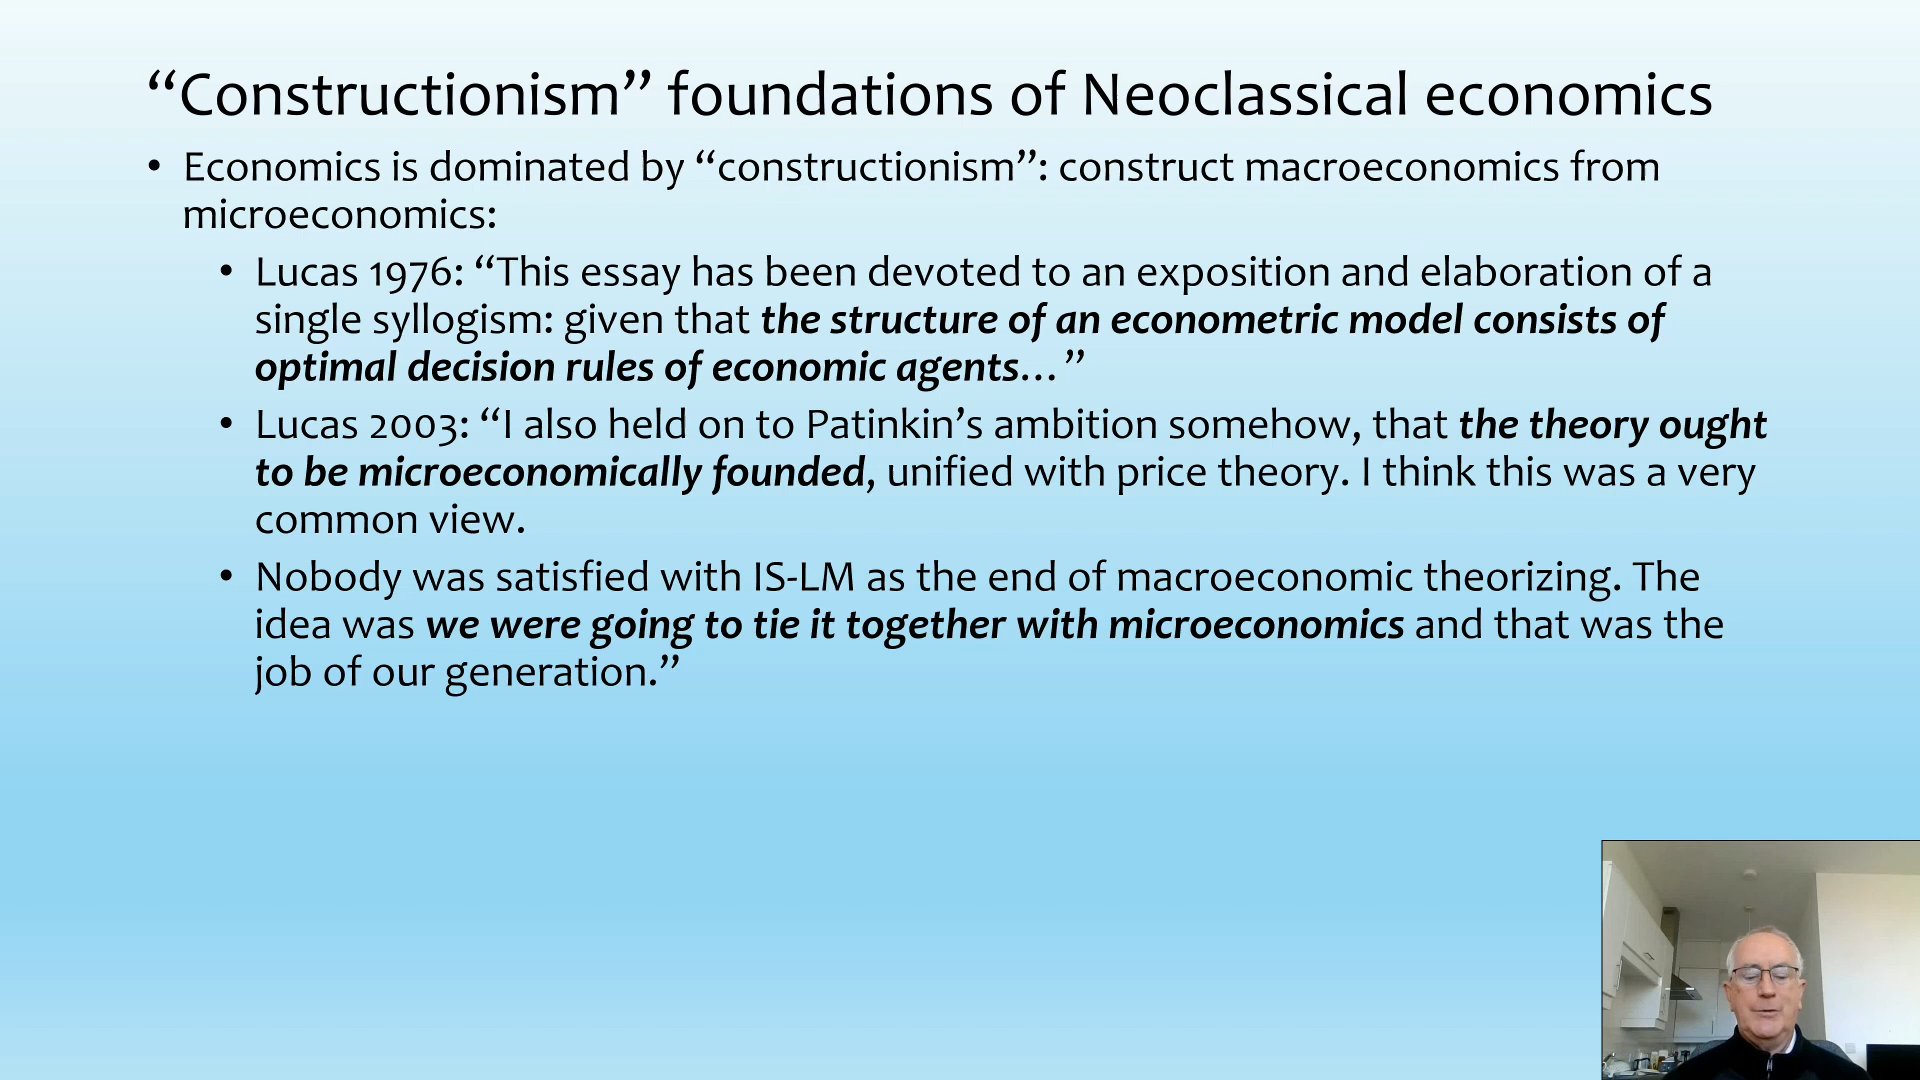 “Constructionism” foundations of Neoclassical economics
• Economics is dominated by “constructionism”: construct macroeconomics from
microeconomics:
• Lucas 1976: “This essay has been devoted to an exposition and elaboration of a
single syllogism: given that the structure of an econometric model consists of
optimal decision rules of economic agents…”
• Lucas 2003: “I also held on to Patinkin’s ambition somehow, that the theory ought
to be microeconomically founded, unified with price theory. I think this was a very
common view.
• Nobody was satisfied with IS-LM as the end of macroeconomic theorizing. The
idea was we were going to tie it together with microeconomics and that was the
job of our generation.”